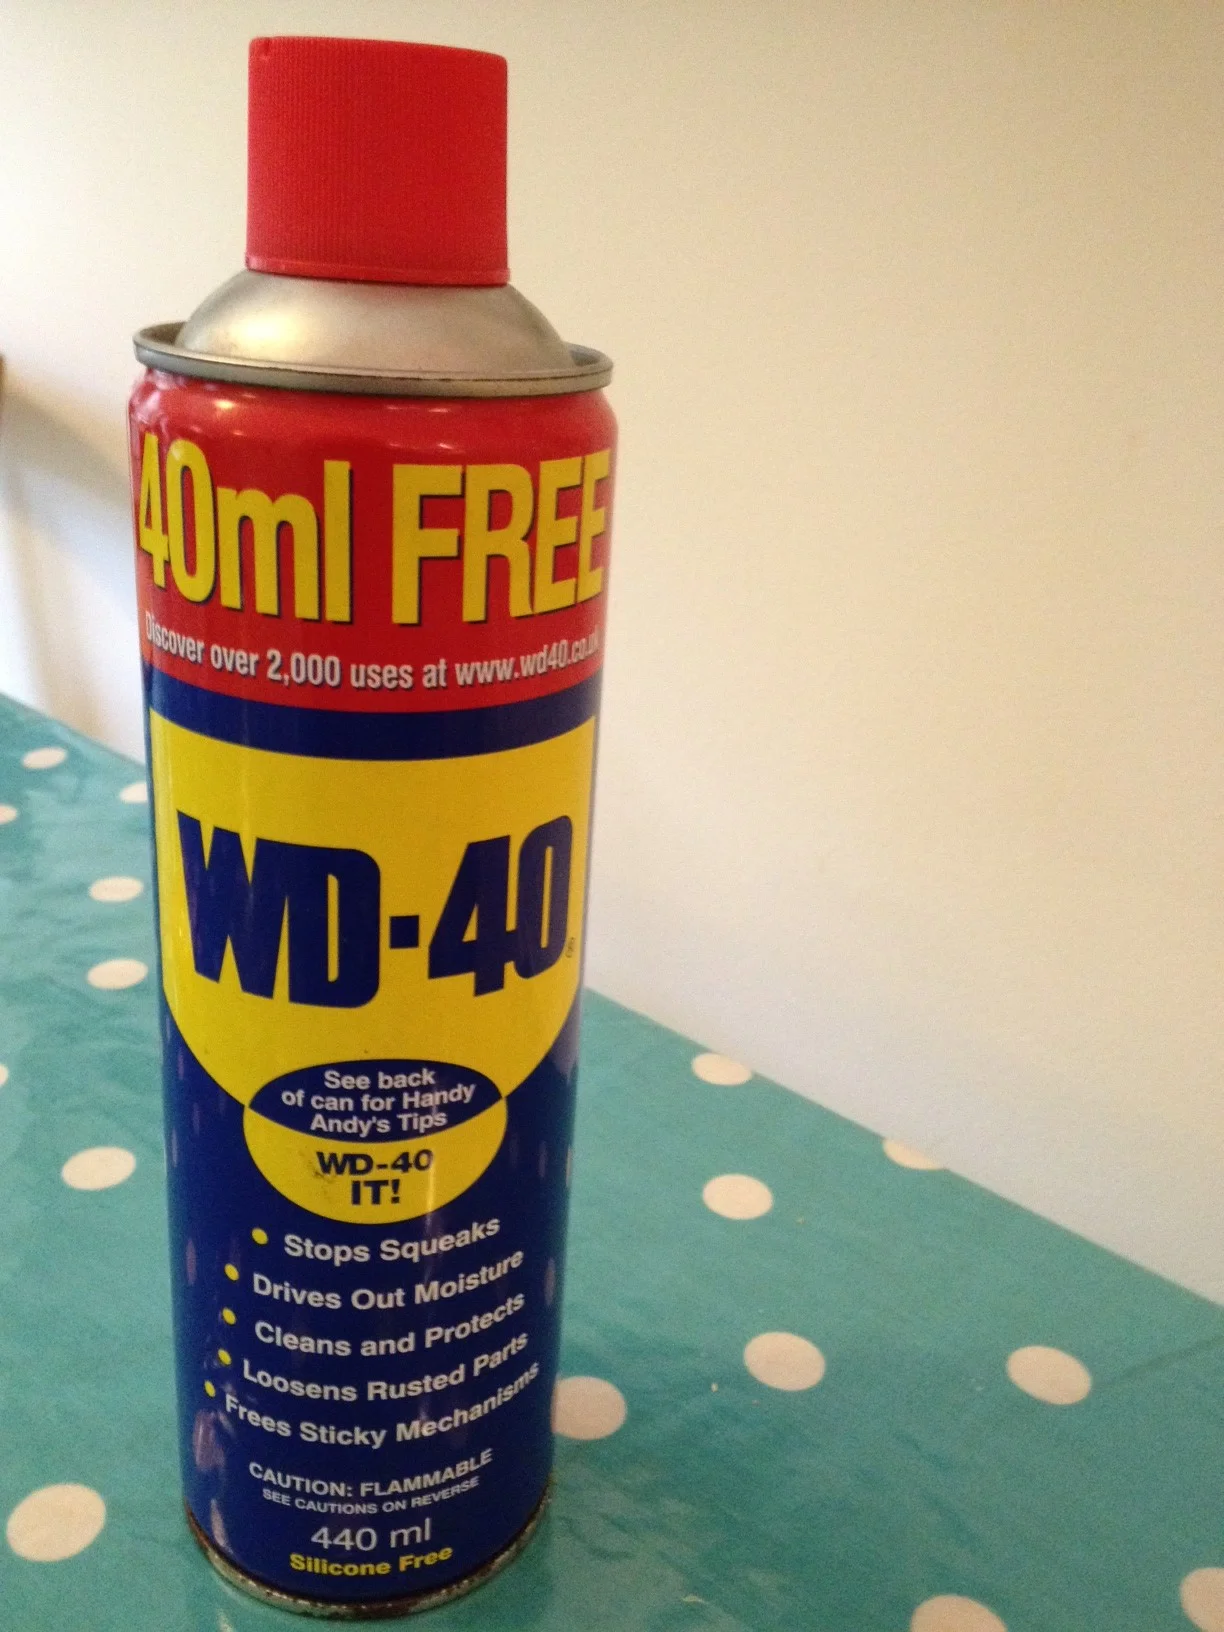 40ml FREE
Discover over 2,000 uses at www.wd40.co.uk
WD-40
See back
of can for Handy
Andy's Tips
WD-40
IT!
Stops Squeaks
Drives Out Moisture
Cleans and Protects
Loosens Rusted Parts
Frees Sticky Mechanisms
CAUTION: FLAMMABLE
SEE CAUTIONS ON REVERSE
440 ml
Silicone Free